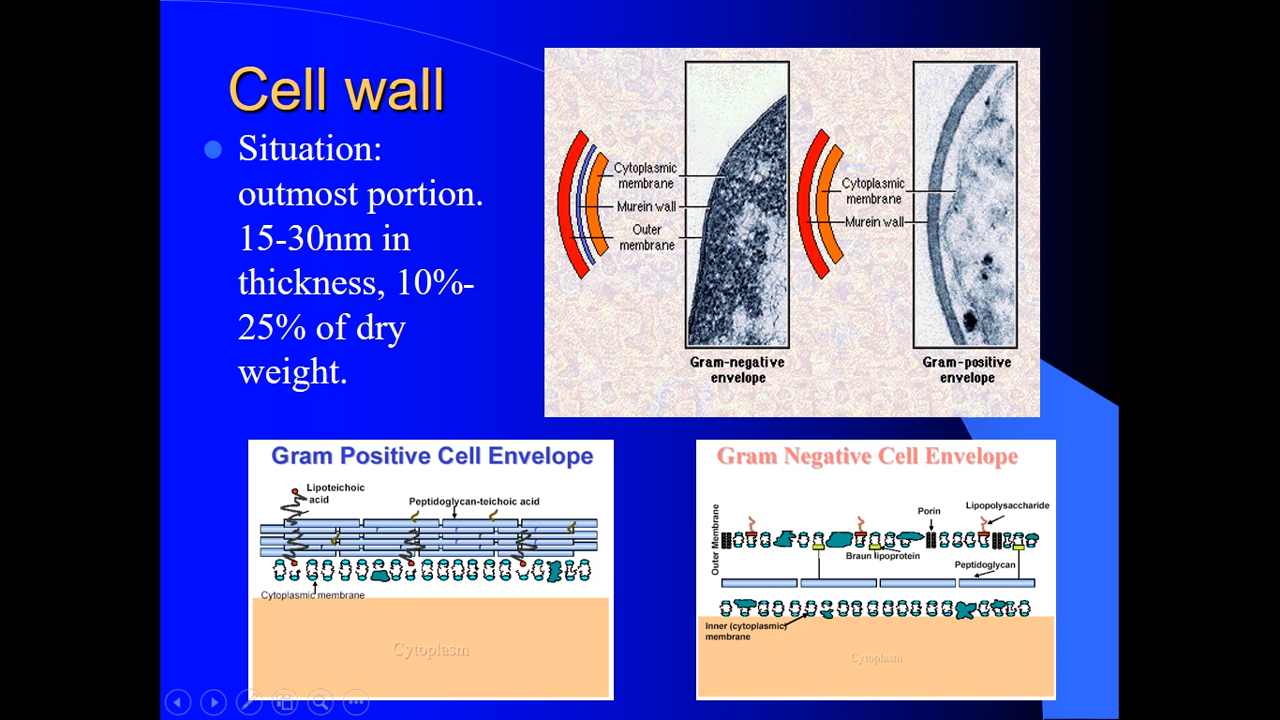 Cell wall
Situation:
outmost portion.
15-30nm in
thickness, 10%-
25% of dry
weight.
Cytoplasmic
membrane
Murein wall
Outer
membrane
Gram-negative
envelope
Cytoplasmic
membrane
Murein wall
Gram-positive
envelope
Gram Positive Cell Envelope
Lipoteichoic
acid
Peptidoglycan-teichoic acid
Cytoplasmic membrane
Cytoplasm
Gram Negative Cell Envelope
Outer Membrane
Porin
Lipopolysaccharide
Braun lipoprotein
Peptidoglycan
Inner (cytoplasmic)
membrane
Cytoplasm